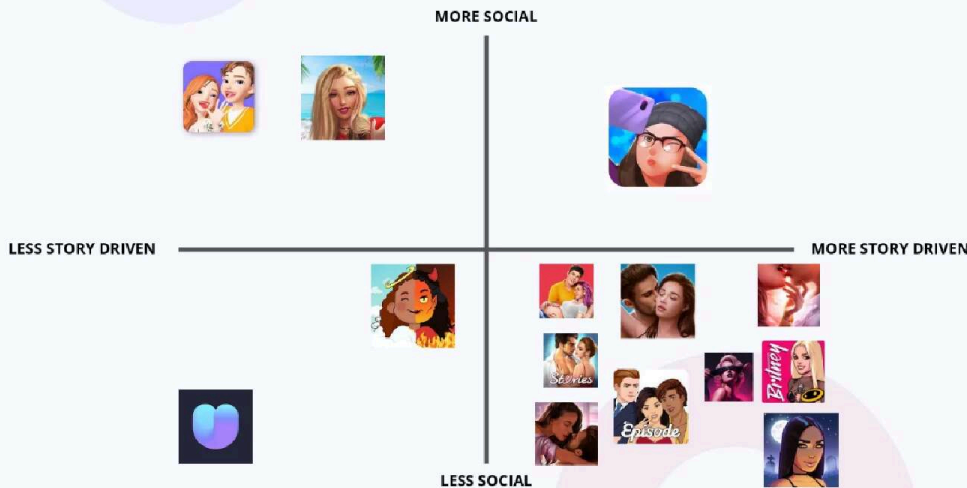 MORE SOCIAL
LESS STORY DRIVEN
MORE STORY DRIVEN
Stories
Britney
Episode
LESS SOCIAL